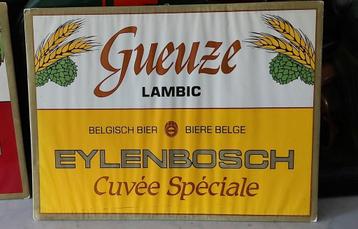 Gueuze
LAMBIC
BELGISCH BIER BIERE BELGE
EYLENBOSCH
Cuvée Spéciale